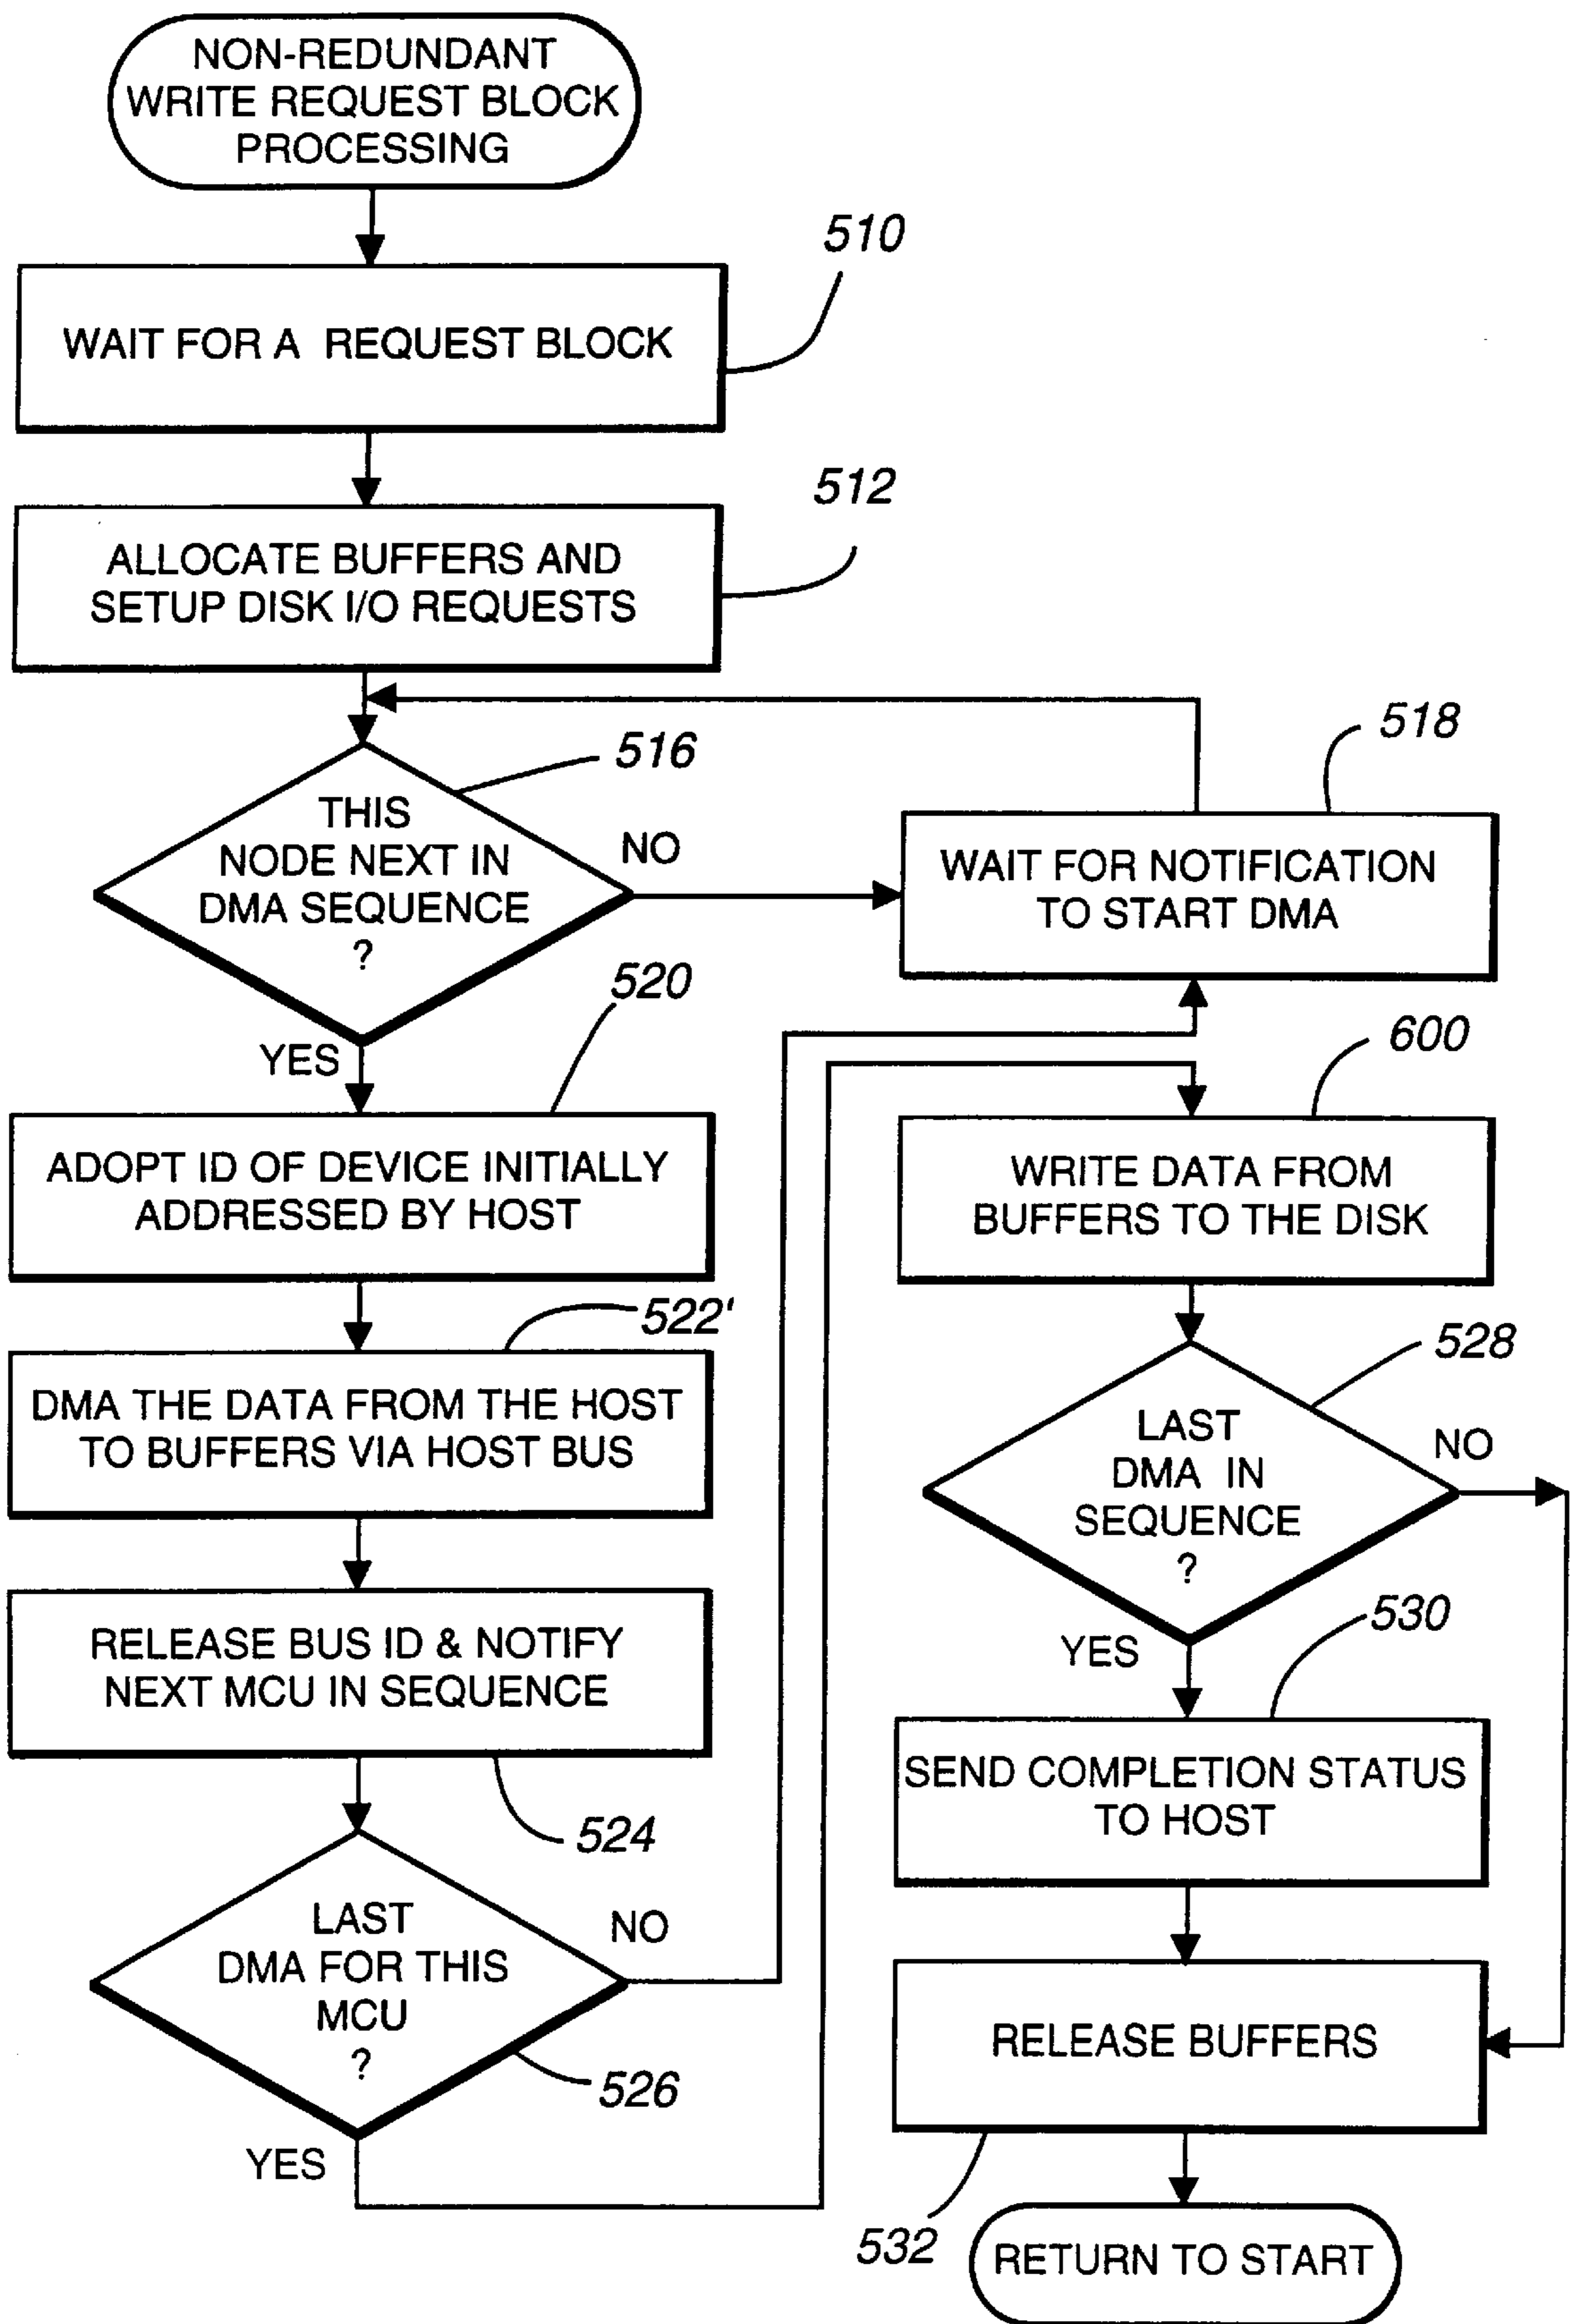 NON-REDUNDANT
WRITE REQUEST BLOCK
PROCESSING
510
WAIT FOR A REQUEST BLOCK
512
ALLOCATE BUFFERS AND
SETUP DISK I/O REQUESTS
516
THIS
NODE NEXT IN
DMA SEQUENCE
?
NO
YES
518
WAIT FOR NOTIFICATION
TO START DMA
520
ADOPT ID OF DEVICE INITIALLY
ADDRESSED BY HOST
522'
DMA THE DATA FROM THE HOST
TO BUFFERS VIA HOST BUS
RELEASE BUS ID & NOTIFY
NEXT MCU IN SEQUENCE
524
LAST
DMA FOR THIS
MCU
?
NO
526
YES
600
WRITE DATA FROM
BUFFERS TO THE DISK
528
LAST
DMA IN
SEQUENCE
?
NO
YES
530
SEND COMPLETION STATUS
TO HOST
RELEASE BUFFERS
532
RETURN TO START